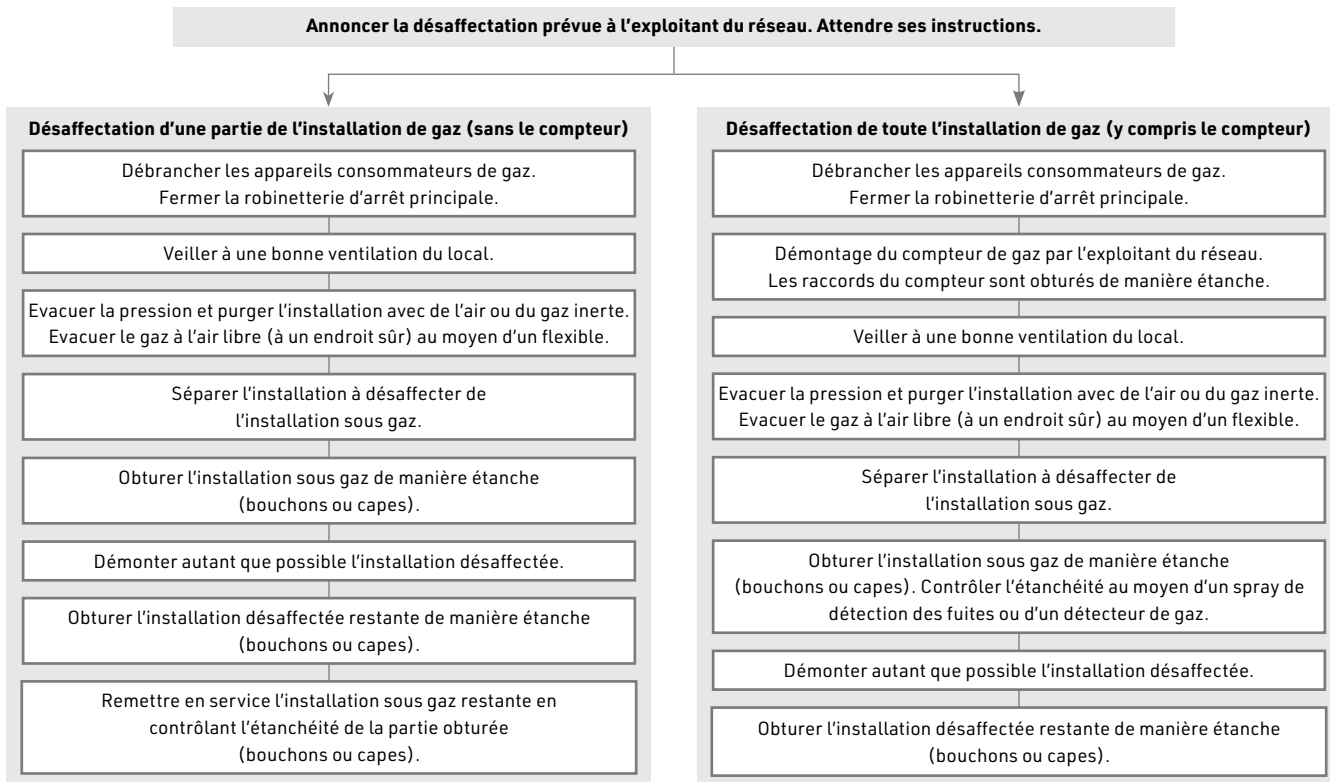 Annoncer la désaffectation prévue à l’exploitant du réseau. Attendre ses instructions.
Désaffectation d’une partie de l’installation de gaz (sans le compteur)
Débrancher les appareils consommateurs de gaz.
Fermer la robinetterie d’arrêt principale.
Veiller à une bonne ventilation du local.
Evacuer la pression et purger l’installation avec de l’air ou du gaz inerte.
Evacuer le gaz à l’air libre (à un endroit sûr) au moyen d’un flexible.
Séparer l’installation à désaffecter de
l’installation sous gaz.
Obturer l’installation sous gaz de manière étanche
(bouchons ou capes).
Démonter autant que possible l’installation désaffectée.
Obturer l’installation désaffectée restante de manière étanche
(bouchons ou capes).
Remettre en service l’installation sous gaz restante en
contrôlant l’étanchéité de la partie obturée
(bouchons ou capes).
Désaffectation de toute l’installation de gaz (y compris le compteur)
Débrancher les appareils consommateurs de gaz.
Fermer la robinetterie d’arrêt principale.
Démontage du compteur de gaz par l’exploitant du réseau.
Les raccords du compteur sont obturés de manière étanche.
Veiller à une bonne ventilation du local.
Evacuer la pression et purger l’installation avec de l’air ou du gaz inerte.
Evacuer le gaz à l’air libre (à un endroit sûr) au moyen d’un flexible.
Séparer l’installation à désaffecter de
l’installation sous gaz.
Obturer l’installation sous gaz de manière étanche
(bouchons ou capes). Contrôler l’étanchéité au moyen d’un spray de
détection des fuites ou d’un détecteur de gaz.
Démonter autant que possible l’installation désaffectée.
Obturer l’installation désaffectée restante de manière étanche
(bouchons ou capes).